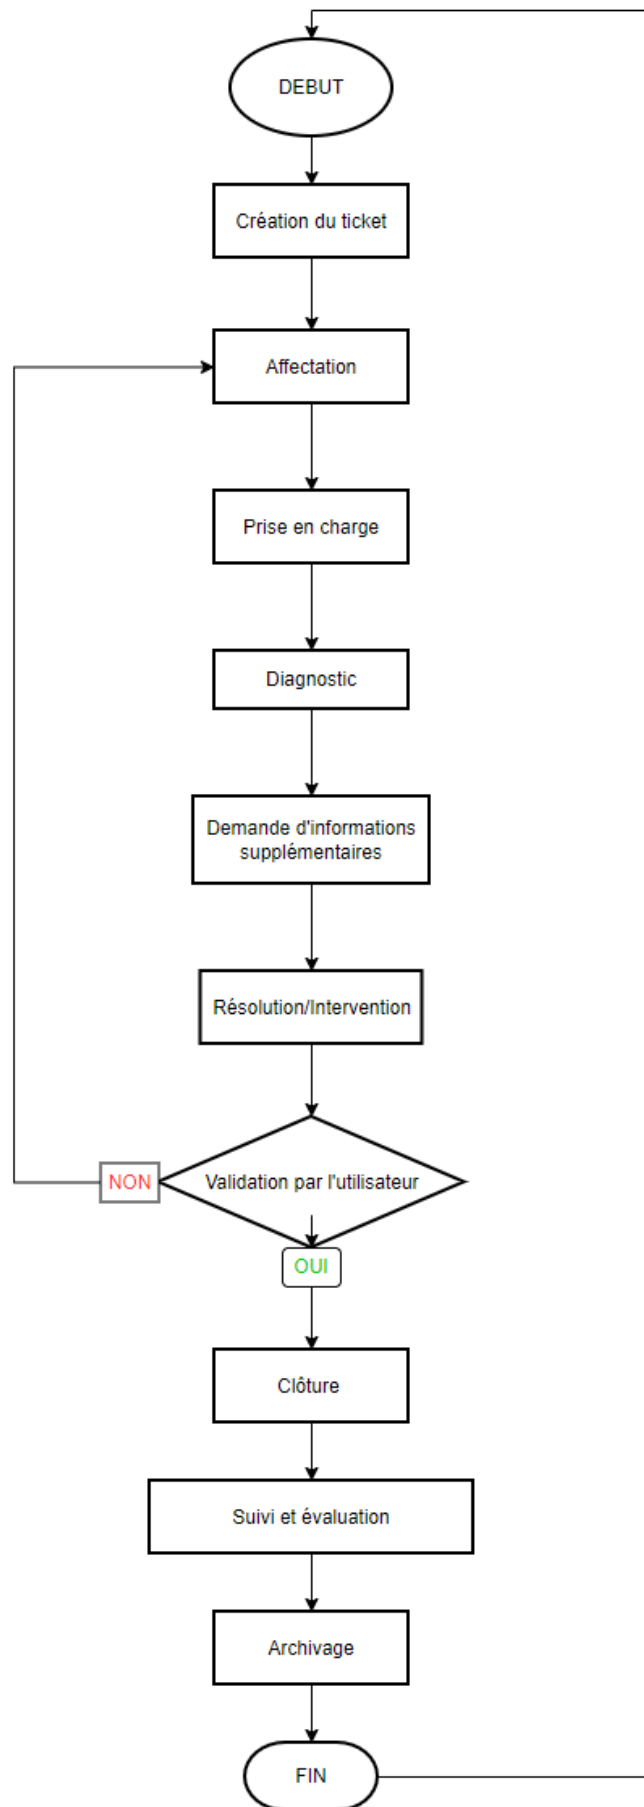 DEBUT
Création du ticket
Affectation
Prise en charge
Diagnostic
Demande d'informations
supplémentaires
Résolution/Intervention
NON
Validation par l'utilisateur
OUI
Clôture
Suivi et évaluation
Archivage
FIN